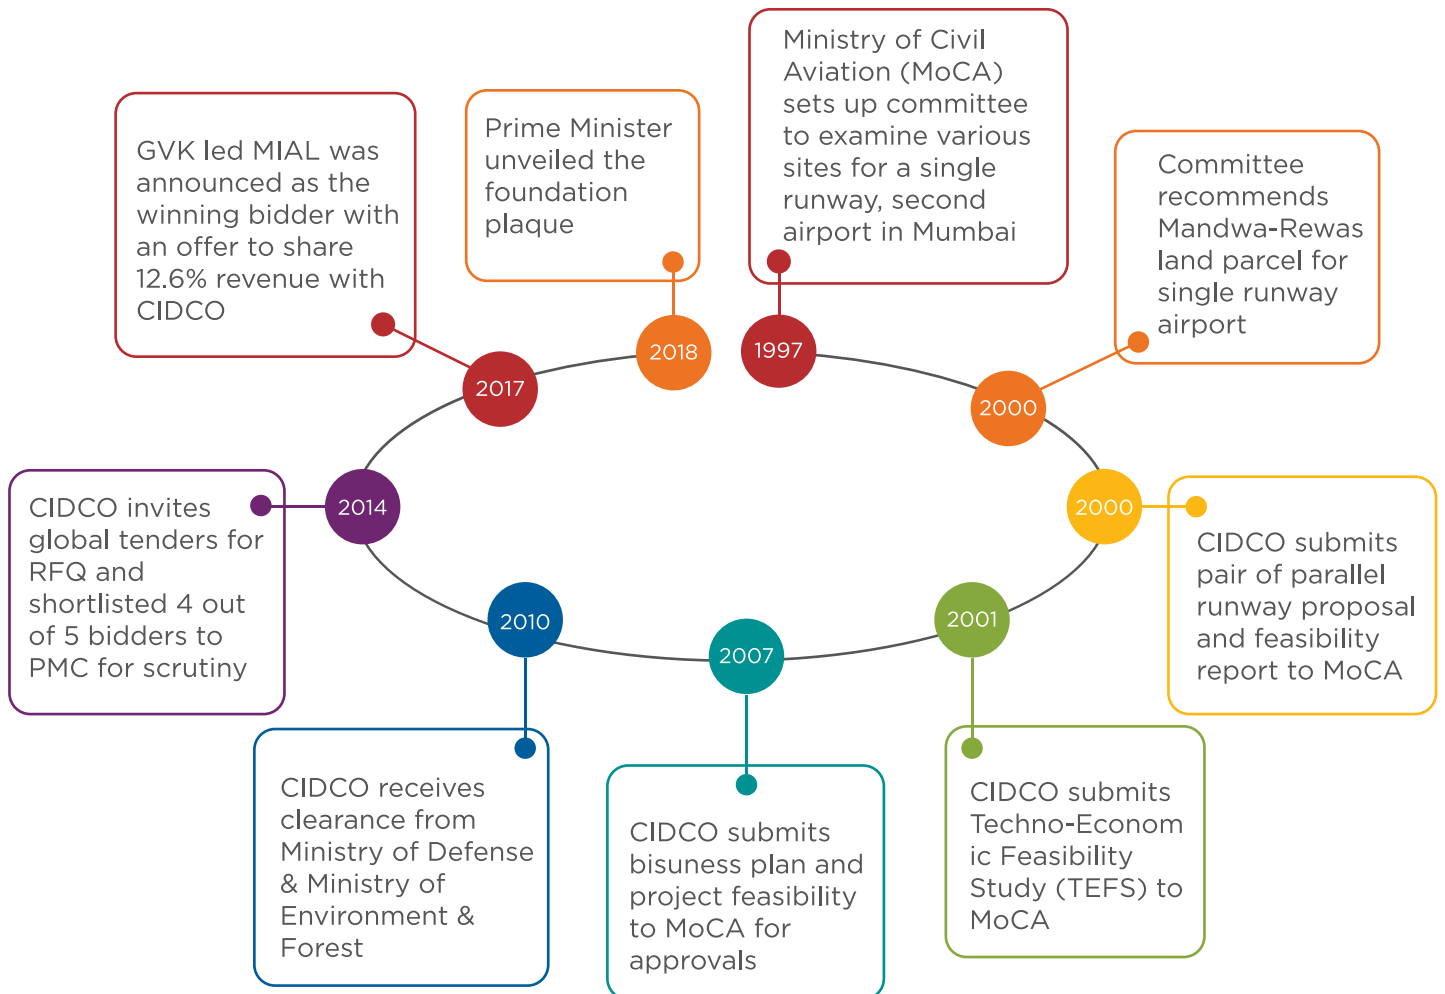 1997
Ministry of Civil
Aviation (MoCA)
sets up committee
to examine various
sites for a single
runway, second
airport in Mumbai
2000
Committee
recommends
Mandwa-Rewas
land parcel for
single runway
airport
2000
CIDCO submits
pair of parallel
runway proposal
and feasibility
report to MoCA
2001
CIDCO submits
Techno-Econom
ic Feasibility
Study (TEFS) to
MoCA
2007
CIDCO submits
bisuness plan and
project feasibility
to MoCA for
approvals
2010
CIDCO receives
clearance from
Ministry of Defense
& Ministry of
Environment &
Forest
2014
CIDCO invites
global tenders for
RFQ and
shortlisted 4 out
of 5 bidders to
PMC for scrutiny
2017
GVK led MIAL was
announced as the
winning bidder with
an offer to share
12.6% revenue with
CIDCO
2018
Prime Minister
unveiled the
foundation
plaque